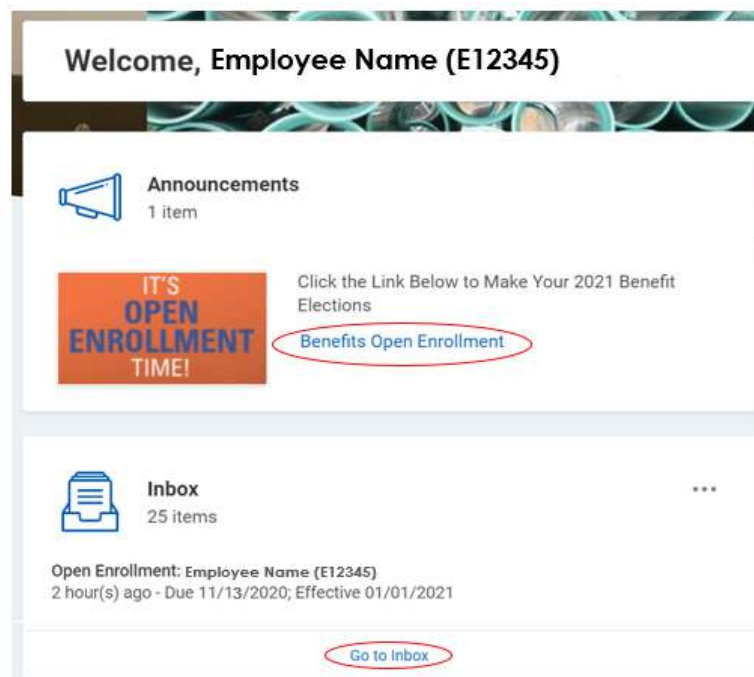 Welcome, Employee Name (E12345)
Announcements
1 item
IT'S
OPEN
ENROLLMENT
TIME!
Click the Link Below to Make Your 2021 Benefit
Elections
Benefits Open Enrollment
Inbox
25 items
Open Enrollment: Employee Name (E12345)
2 hour(s) ago - Due 11/13/2020; Effective 01/01/2021
Go to Inbox